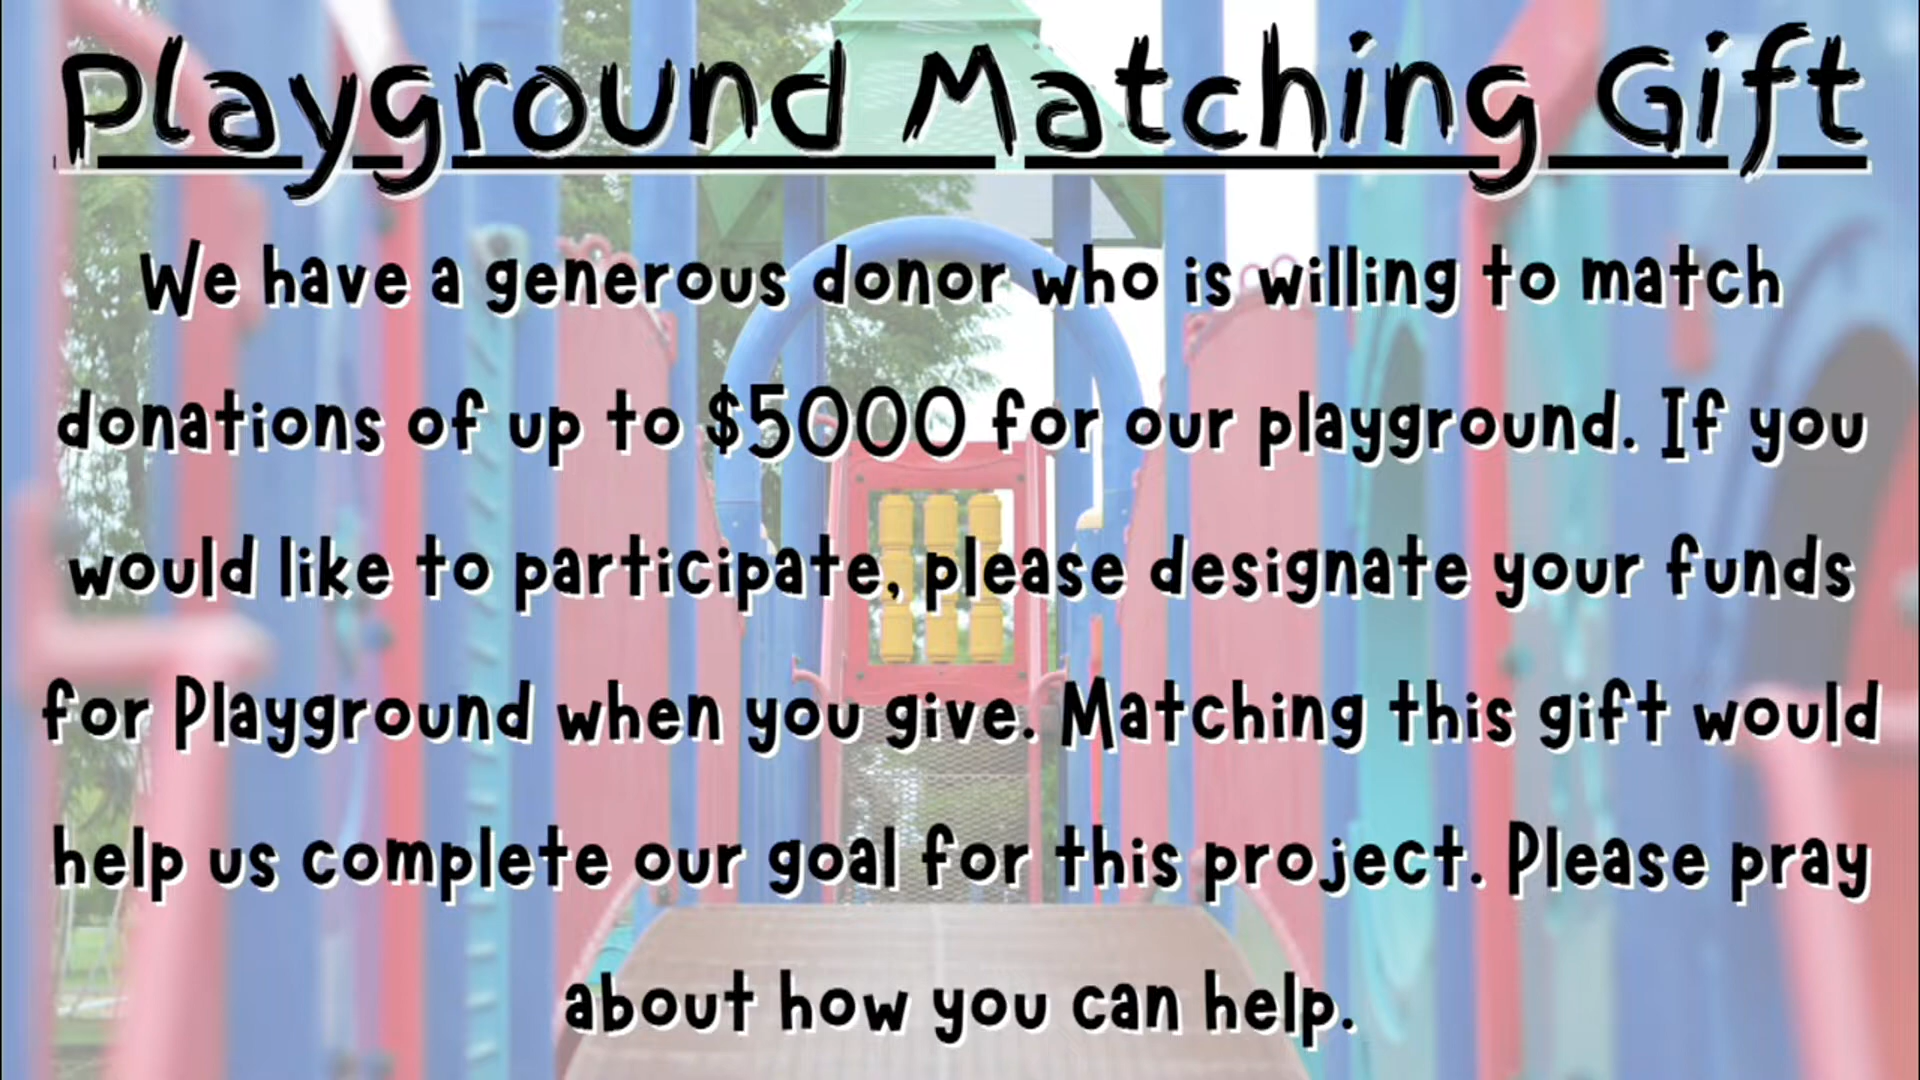 Playground Matching Gift
We have a generous donor who is willing to match
donations of up to $5000 for our playground. If you
would like to participate, please designate your funds
for Playground when you give. Matching this gift would
help us complete our goal for this project. Please pray
about how you can help.